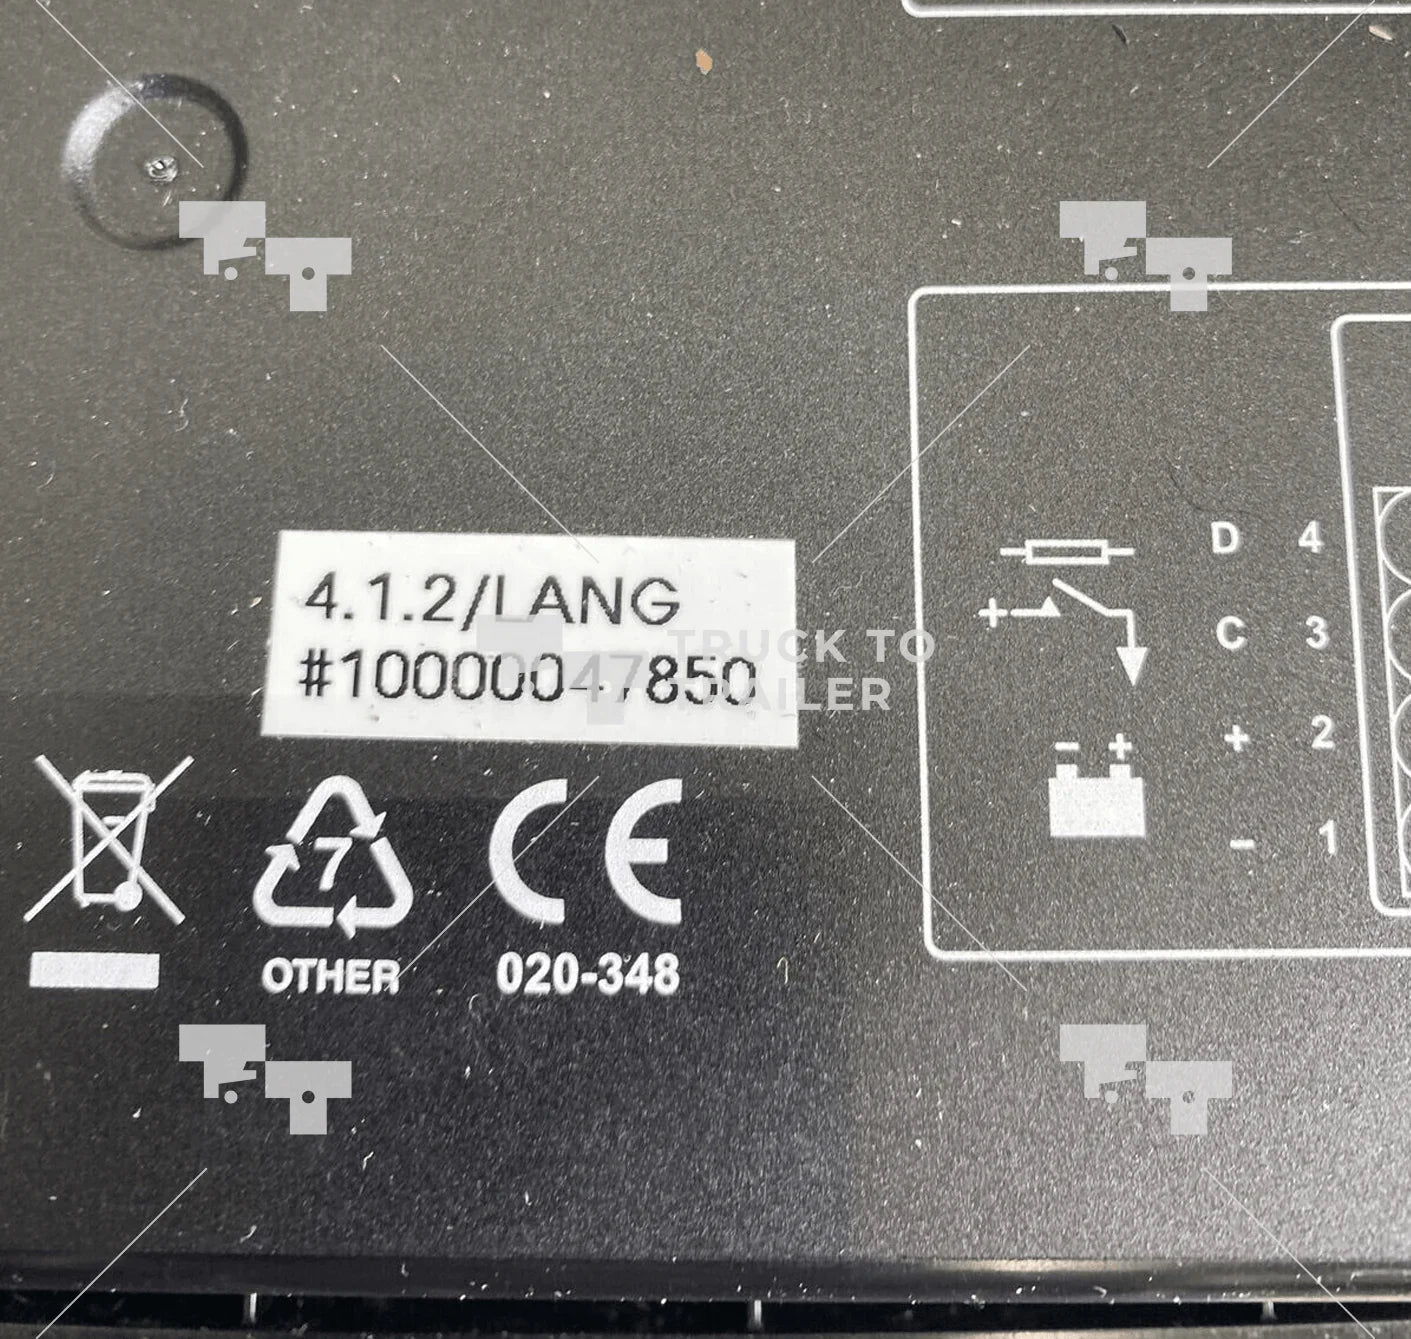 4.1.2/LANG
#10000047850
TRUCK TO
TRAILER
D 4
C 3
+
- +
+ 2
- 1
7
OTHER
CE
020-348